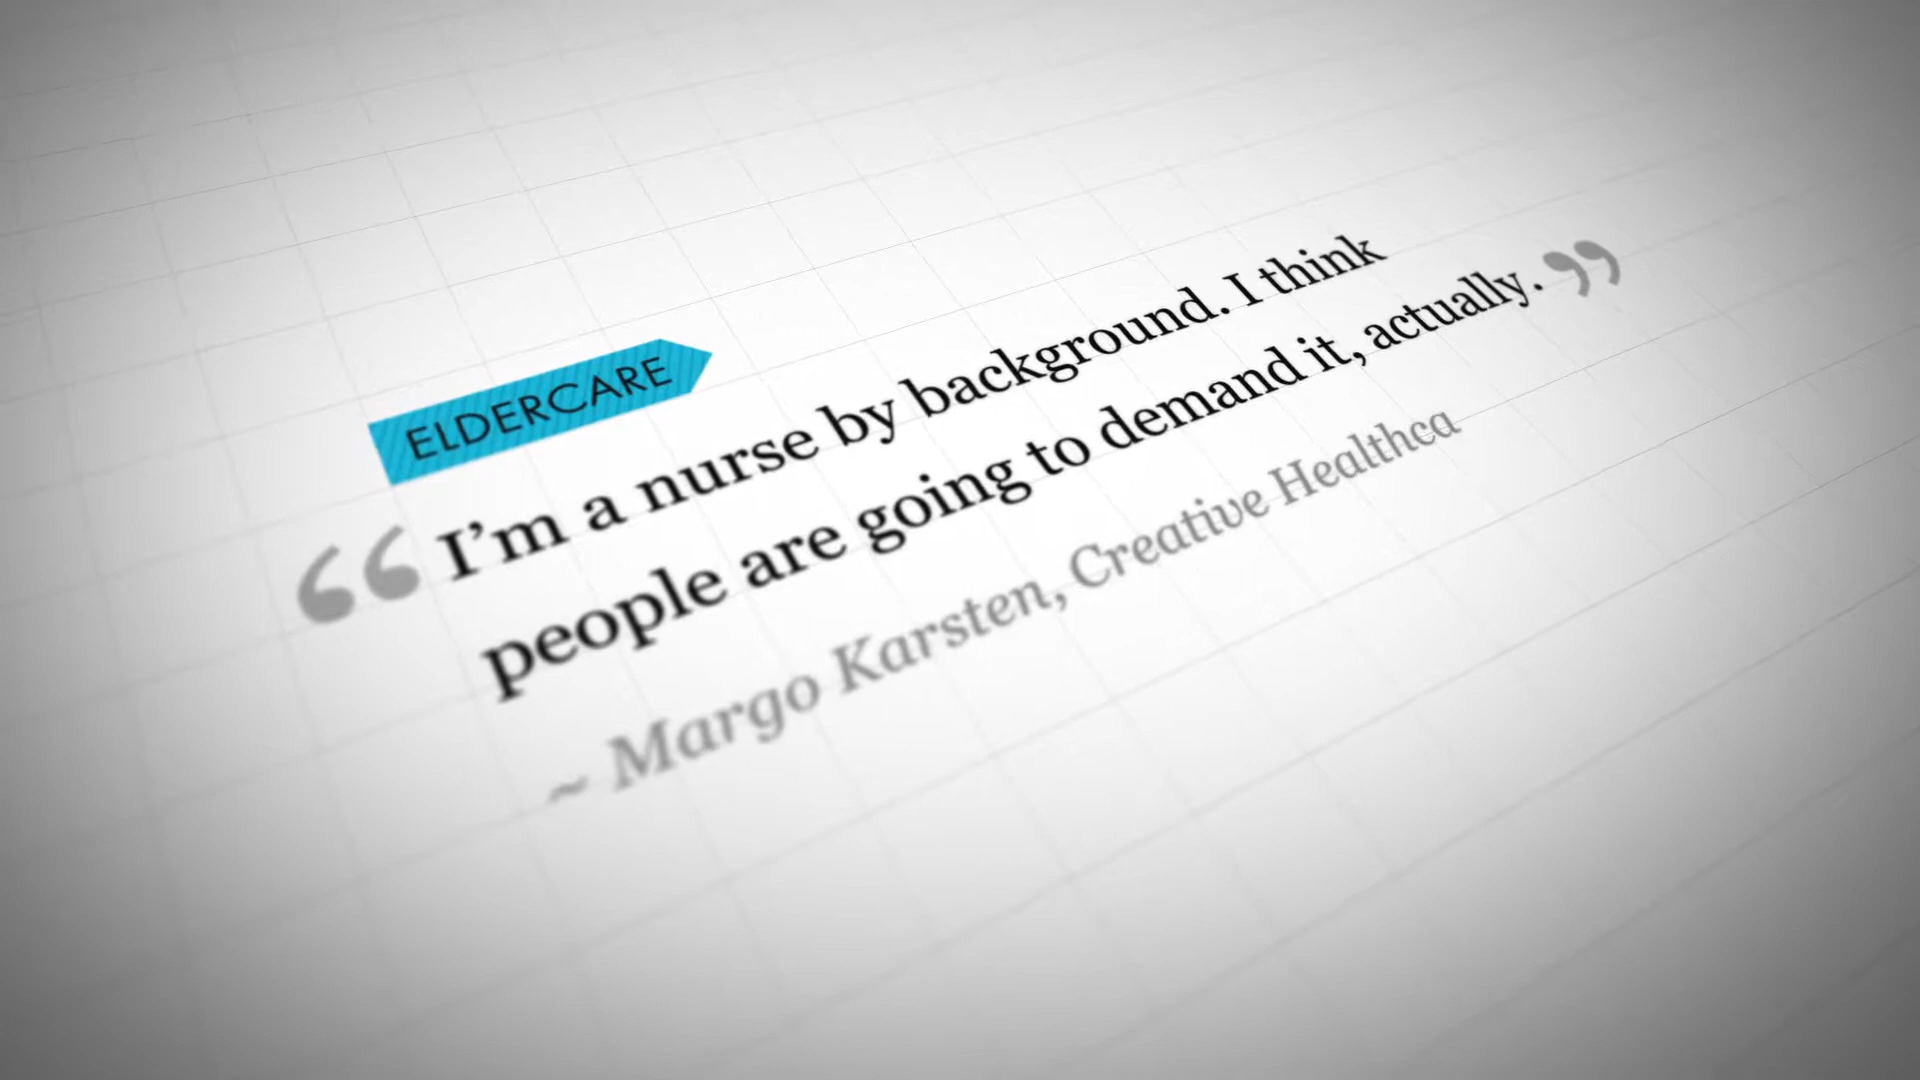 ELDERCARE
“I’m a nurse by background. I think
people are going to demand it, actually.”
~ Margo Karsten, Creative Healthca